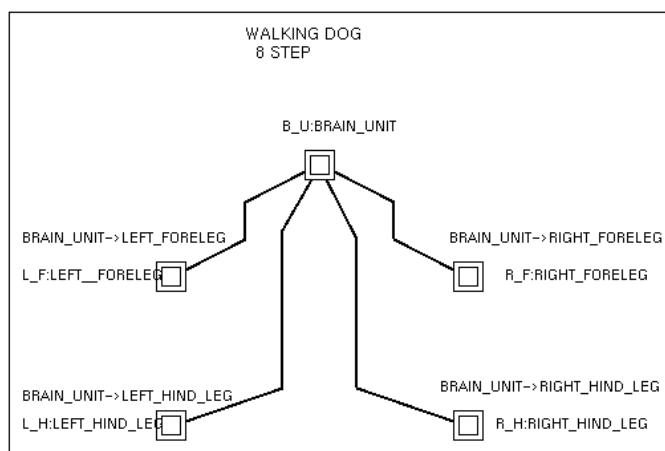 WALKING DOG
8 STEP
B_U:BRAIN_UNIT
BRAIN_UNIT->LEFT_FORELEG
BRAIN_UNIT->RIGHT_FORELEG
L_F:LEFT__FORELEG
R_F:RIGHT_FORELEG
BRAIN_UNIT->LEFT_HIND_LEG
BRAIN_UNIT->RIGHT_HIND_LEG
L_H:LEFT_HIND_LEG
R_H:RIGHT_HIND_LEG